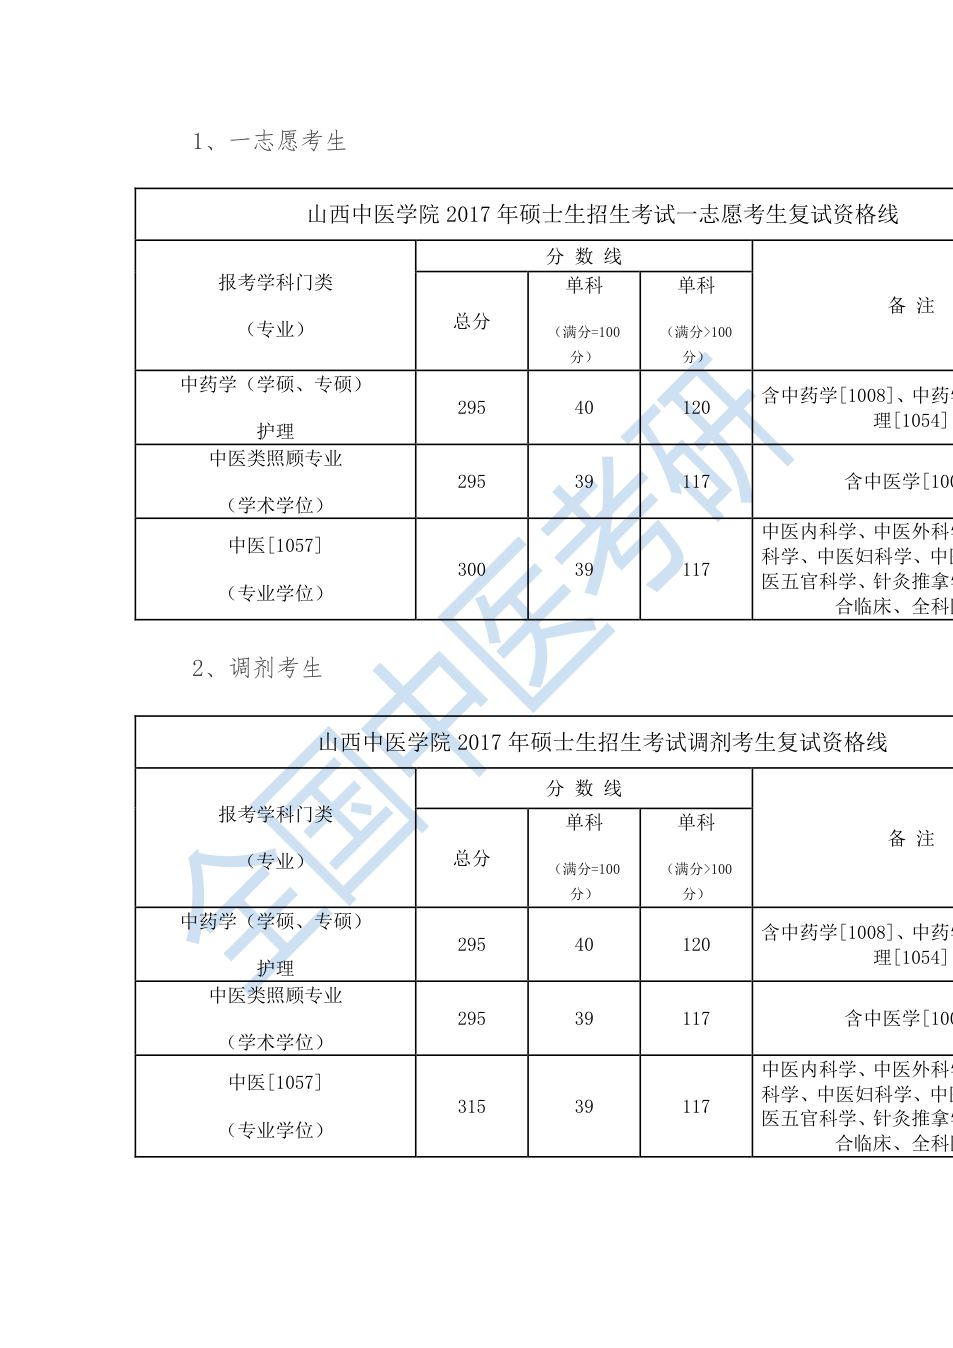 1、一志愿考生
山西中医学院 2017 年硕士生招生考试一志愿考生复试资格线
报考学科门类
（专业）
分 数 线
备 注
总分
单科
（满分=100
分）
单科
（满分>100
分）
中药学（学硕、专硕）
护理
295
40
120
含中药学[1008]、中药
理[1054]
中医类照顾专业
（学术学位）
295
39
117
含中医学[100
中医[1057]
（专业学位）
300
39
117
中医内科学、中医外科
科学、中医妇科学、中
医五官科学、针灸推拿
合临床、全科
2、调剂考生
山西中医学院 2017 年硕士生招生考试调剂考生复试资格线
报考学科门类
（专业）
分 数 线
备 注
总分
单科
（满分=100
分）
单科
（满分>100
分）
中药学（学硕、专硕）
护理
295
40
120
含中药学[1008]、中药
理[1054]
中医类照顾专业
（学术学位）
295
39
117
含中医学[100
中医[1057]
（专业学位）
315
39
117
中医内科学、中医外科
科学、中医妇科学、中
医五官科学、针灸推拿
合临床、全科
全国中医考研